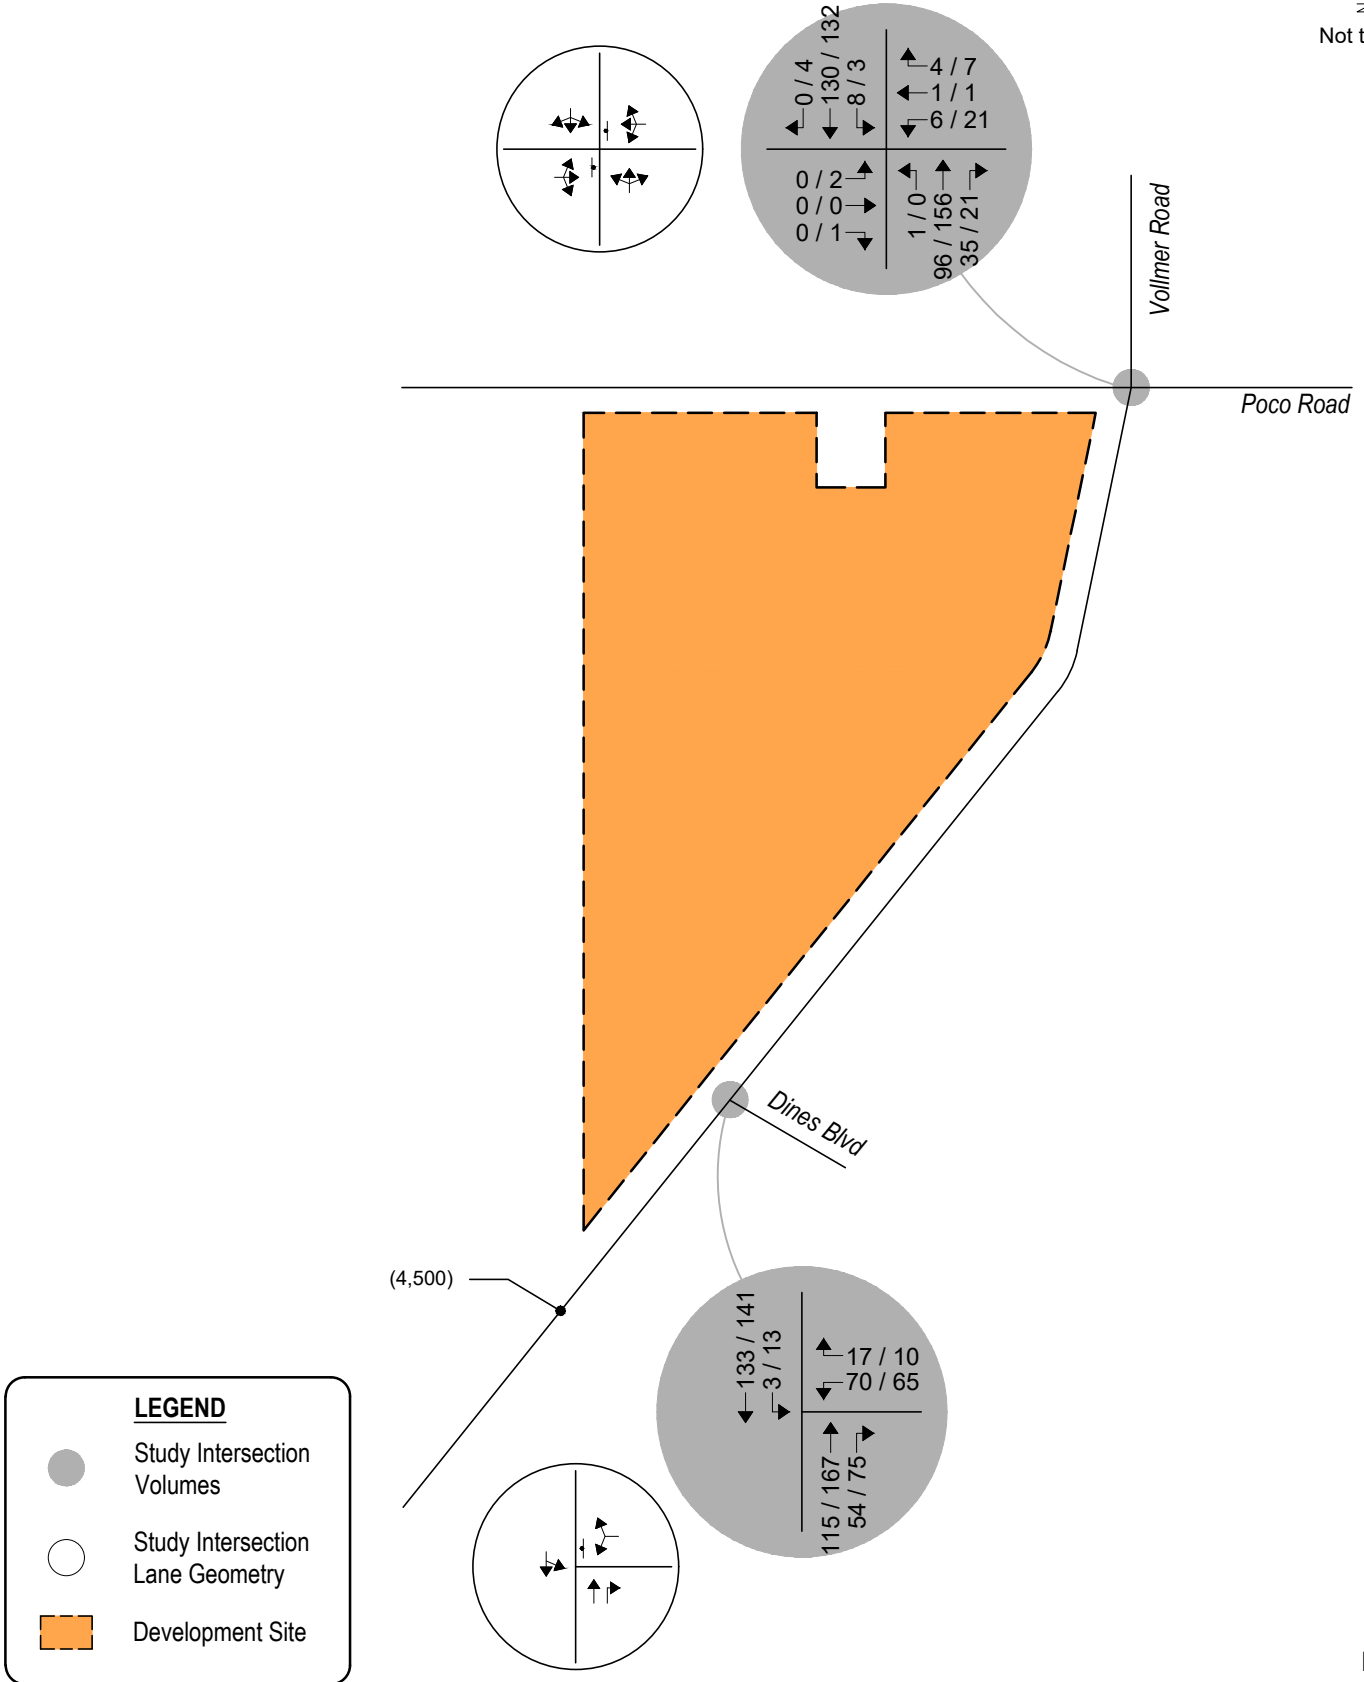 Not t
0 / 4
130 / 132
8 / 3
4 / 7
1 / 1
6 / 21
0 / 2
0 / 0
0 / 1
1 / 0
96 / 156
35 / 21
Vollmer Road
Poco Road
Dines Blvd
(4,500)
133 / 141
3 / 13
17 / 10
70 / 65
115 / 167
54 / 75
LEGEND
Study Intersection
Volumes
Study Intersection
Lane Geometry
Development Site